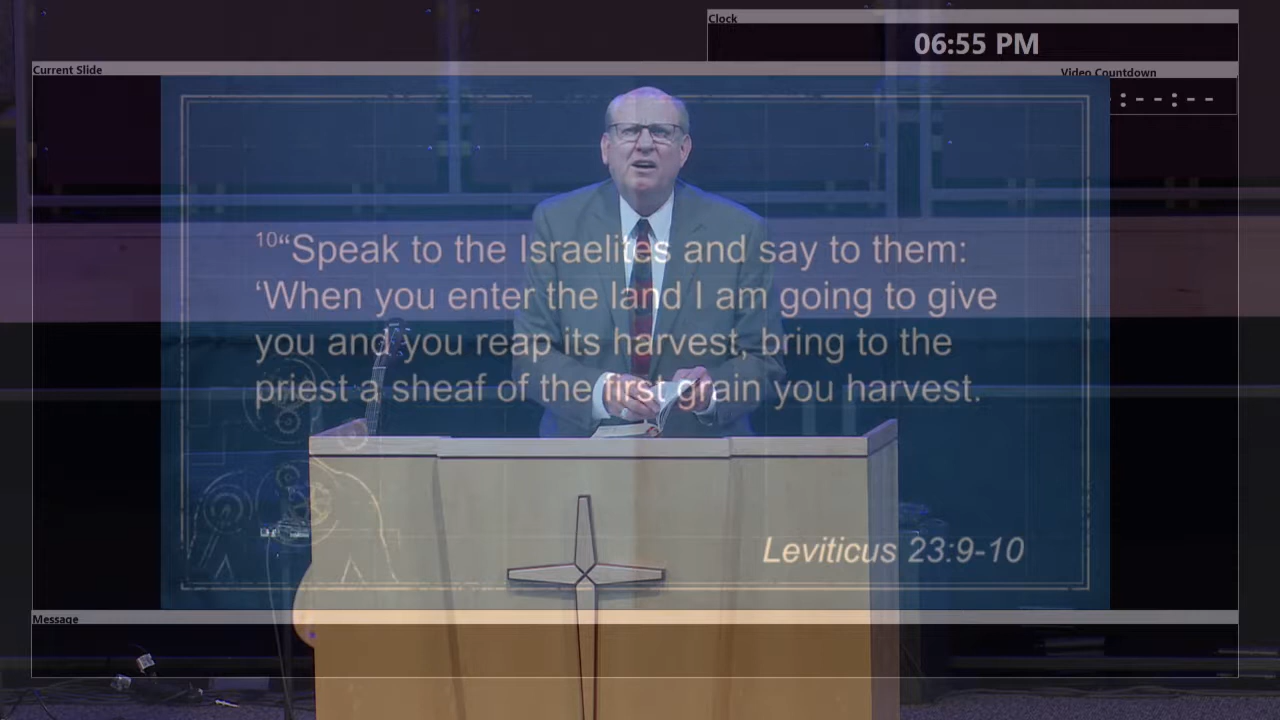 Clock
06:55 PM
Current Slide
Video Countdown
:--:--
10“Speak to the Israelites and say to them:
‘When you enter the land I am going to give
you and you reap its harvest, bring to the
priest a sheaf of the first grain you harvest.
Leviticus 23:9-10
Message